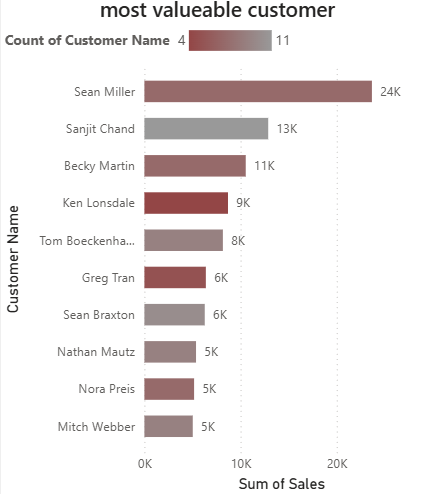 most valueable customer
Count of Customer Name 4 11
Sean Miller 24K
Sanjit Chand 13K
Becky Martin 11K
Ken Lonsdale 9K
Tom Boeckenha... 8K
Greg Tran 6K
Sean Braxton 6K
Nathan Mautz 5K
Nora Preis 5K
Mitch Webber 5K
Customer Name
0K 10K 20K
Sum of Sales